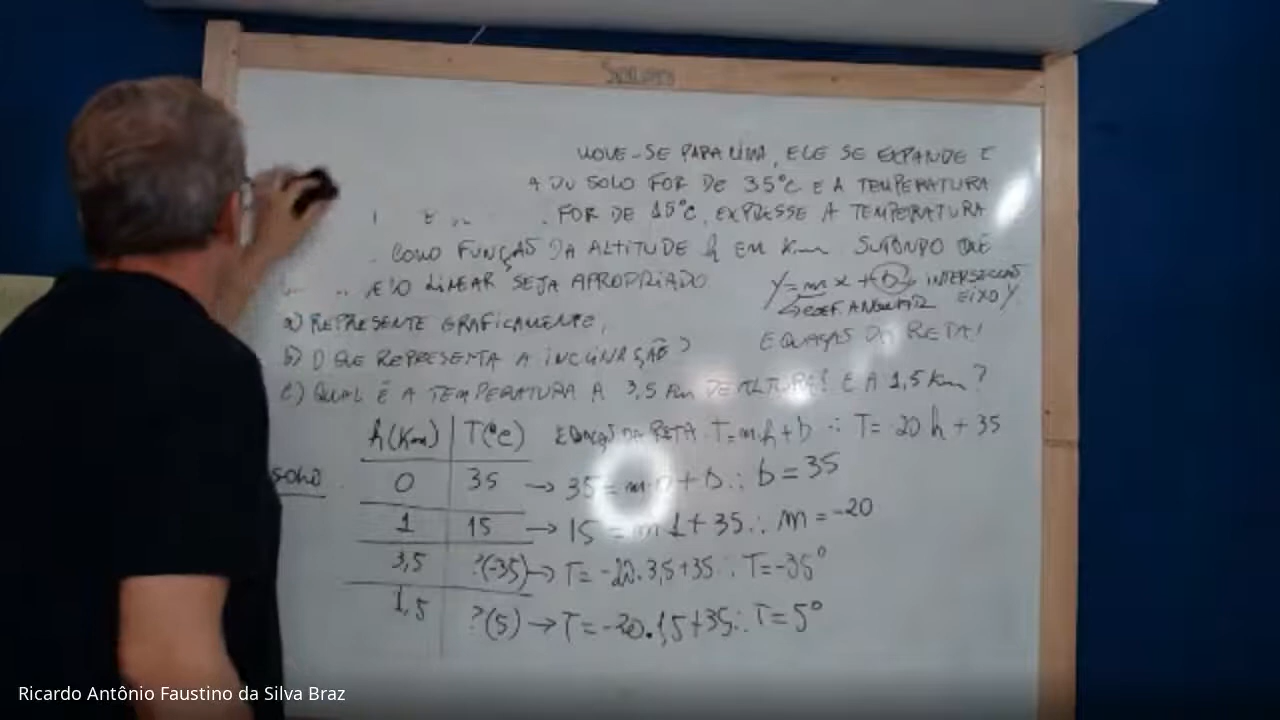 MOVE-SE PARA CIMA, ELE SE EXPANDE E
DU SOLO FOR DE 35°C E A TEMPERATURA
FOR DE 15°C, EXPRESSE A TEMPERATURA
COMO FUNÇÃO DA ALTITUDE h EM Km SUPONDO QUE
LINEAR SEJA APROPRIADO.
y = m x + b INTERSECÇÃO
COEF. ANGULAR EIXO Y.
a) REPRESENTE GRAFICAMENTE,
EQUAÇÃO DA RETA!
b) O QUE REPRESENTA A INCLINAÇÃO?
c) QUAL É A TEMPERATURA A 3,5 Km DE ALTURA? E A 1,5 Km?
h(Km) T(°C) EQUAÇÃO DA RETA T=m.h+b ∴ T= 20 h + 35
SOLO 0 35 → 35 = m.0+b ∴ b = 35
1 15 → 15 = m 1 + 35 ∴ m = -20
3,5 ?(-35) → T= -20.3,5+35 ∴ T=-35°
1,5 ?(5) → T= -20.1,5+35 ∴ T= 5°
Ricardo Antônio Faustino da Silva Braz